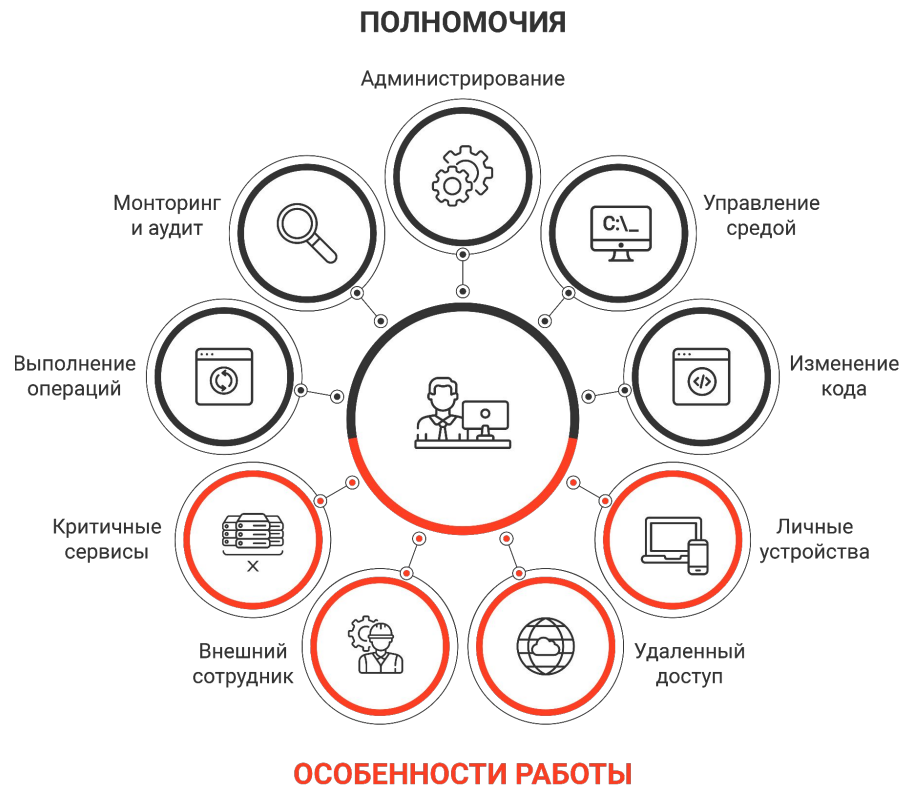 ПОЛНОМОЧИЯ
Администрирование
Монторинг
и аудит
Управление
средой
C:\_
Выполнение
операций
Изменение
кода
</>
Критичные
сервисы
X
Личные
устройства
Внешний
сотрудник
Удаленный
доступ
ОСОБЕННОСТИ РАБОТЫ